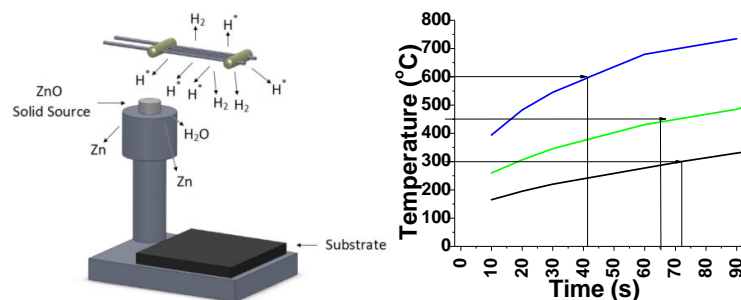 H2
H*
H*
H*
H*
H2
H2
H*
ZnO
Solid Source
H2O
Zn
Zn
Substrate
Temperature (°C)
800
700
600
500
400
300
200
100
0
0 10 20 30 40 50 60 70 80 90
Time (s)